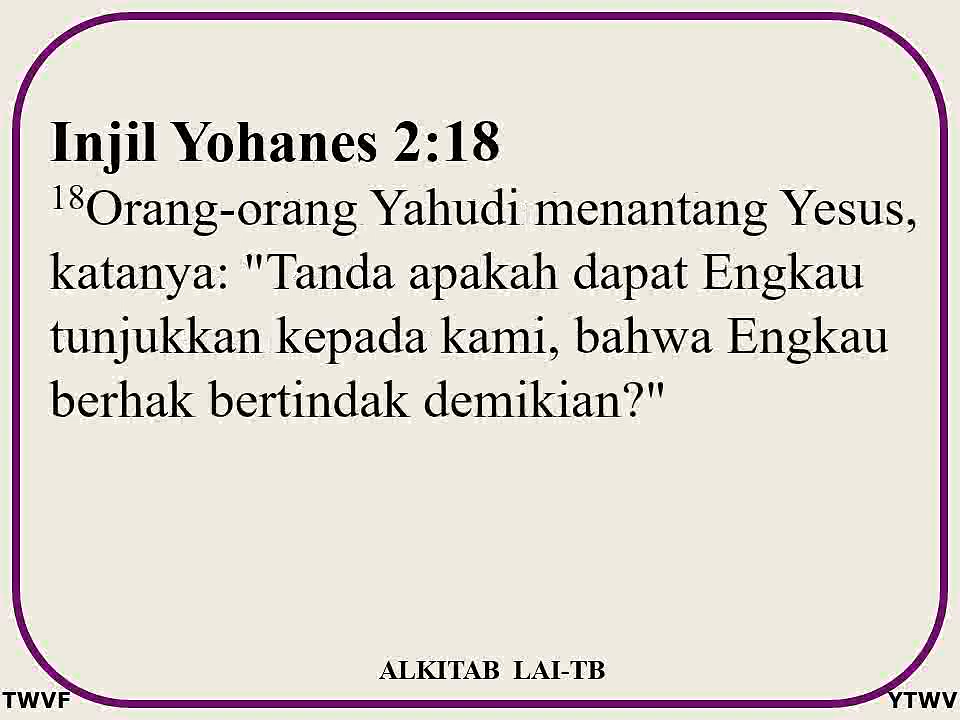 Injil Yohanes 2:18
18Orang-orang Yahudi menantang Yesus,
katanya: "Tanda apakah dapat Engkau
tunjukkan kepada kami, bahwa Engkau
berhak bertindak demikian?"
ALKITAB LAI-TB
TWVF
YTWV